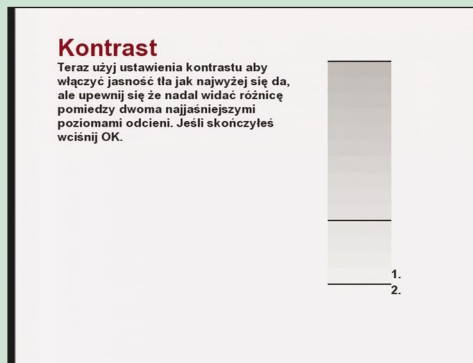 Kontrast
Teraz użyj ustawienia kontrastu aby
włączyć jasność tła jak najwyżej się da,
ale upewnij się że nadal widać różnicę
pomiedzy dwoma najjaśniejszymi
poziomami odcieni. Jeśli skończyłeś
wciśnij OK.
1.
2.